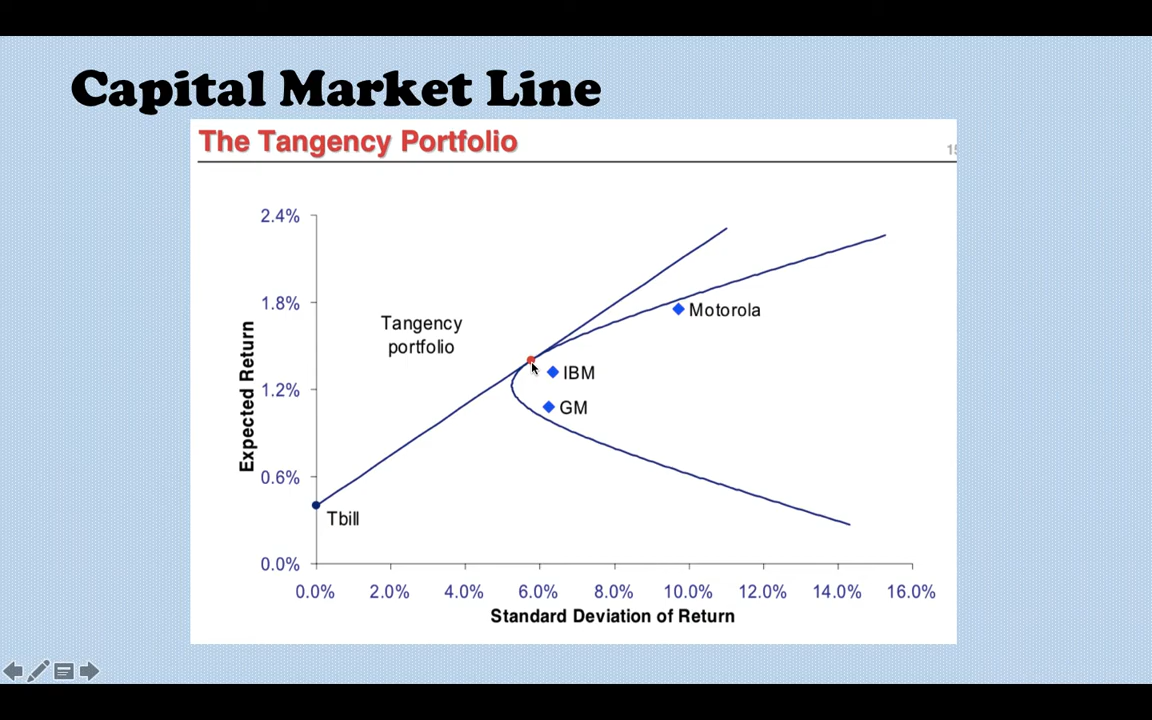 Capital Market Line
The Tangency Portfolio
15
2.4%
1.8%
1.2%
0.6%
0.0%
Expected Return
Tangency
portfolio
Motorola
IBM
GM
Tbill
0.0% 2.0% 4.0% 6.0% 8.0% 10.0% 12.0% 14.0% 16.0%
Standard Deviation of Return